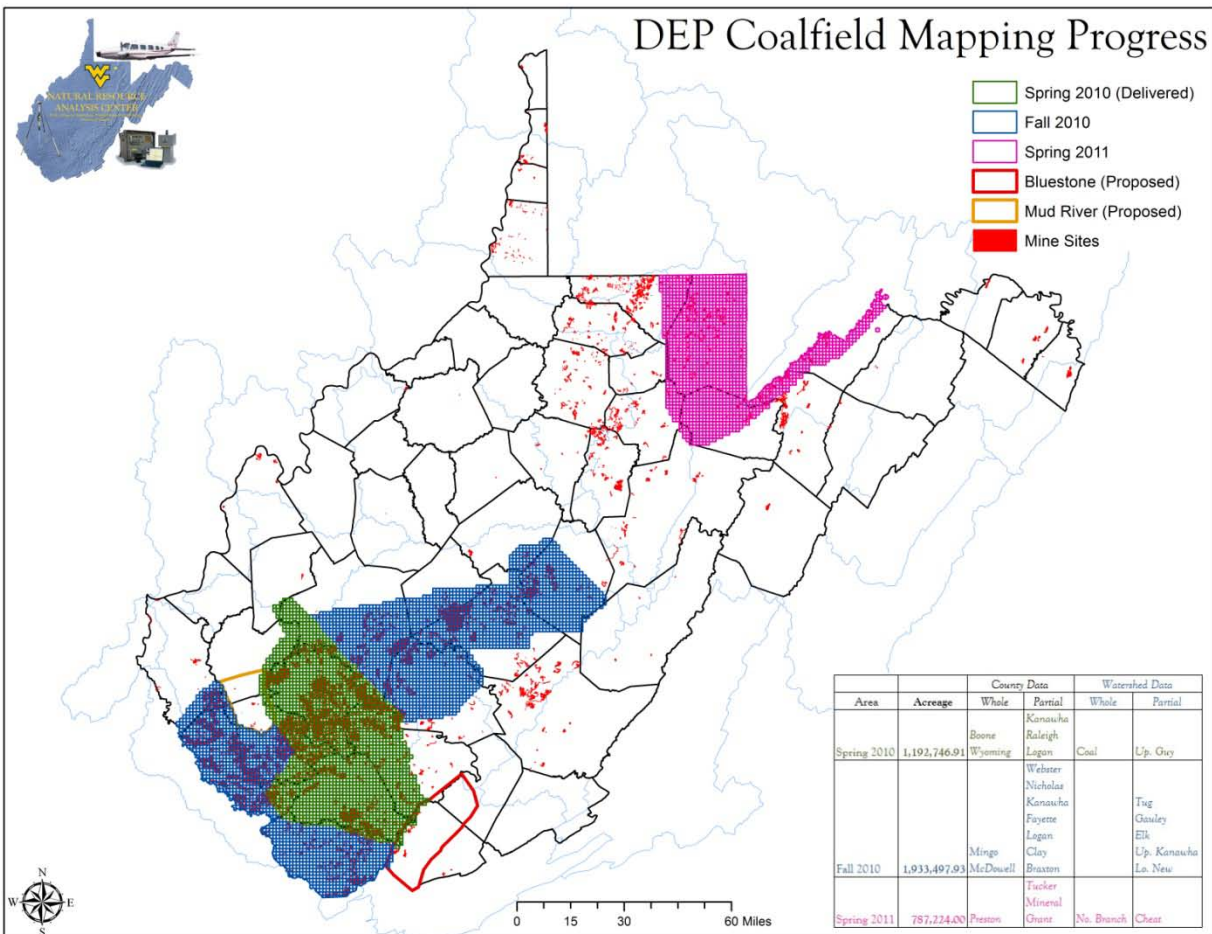 DEP Coalfield Mapping Progress
NATURAL RESOURCE
ANALYSIS CENTER
Spring 2010 (Delivered)
Fall 2010
Spring 2011
Bluestone (Proposed)
Mud River (Proposed)
Mine Sites
N
W E
S
0 15 30 60 Miles
County Data Watershed Data
Area Acreage Whole Partial Whole Partial
Kanawha
Boone Raleigh
Spring 2010 1,192,746.91 Wyoming Logan Coal Up. Guy
Webster
Nicholas
Kanawha Tug
Fayette Gauley
Logan Elk
Mingo Clay Up. Kanawha
Fall 2010 1,933,497.93 McDowell Braxton Lo. New
Tucker
Mineral
Spring 2011 787,224.00 Preston Grant No. Branch Cheat